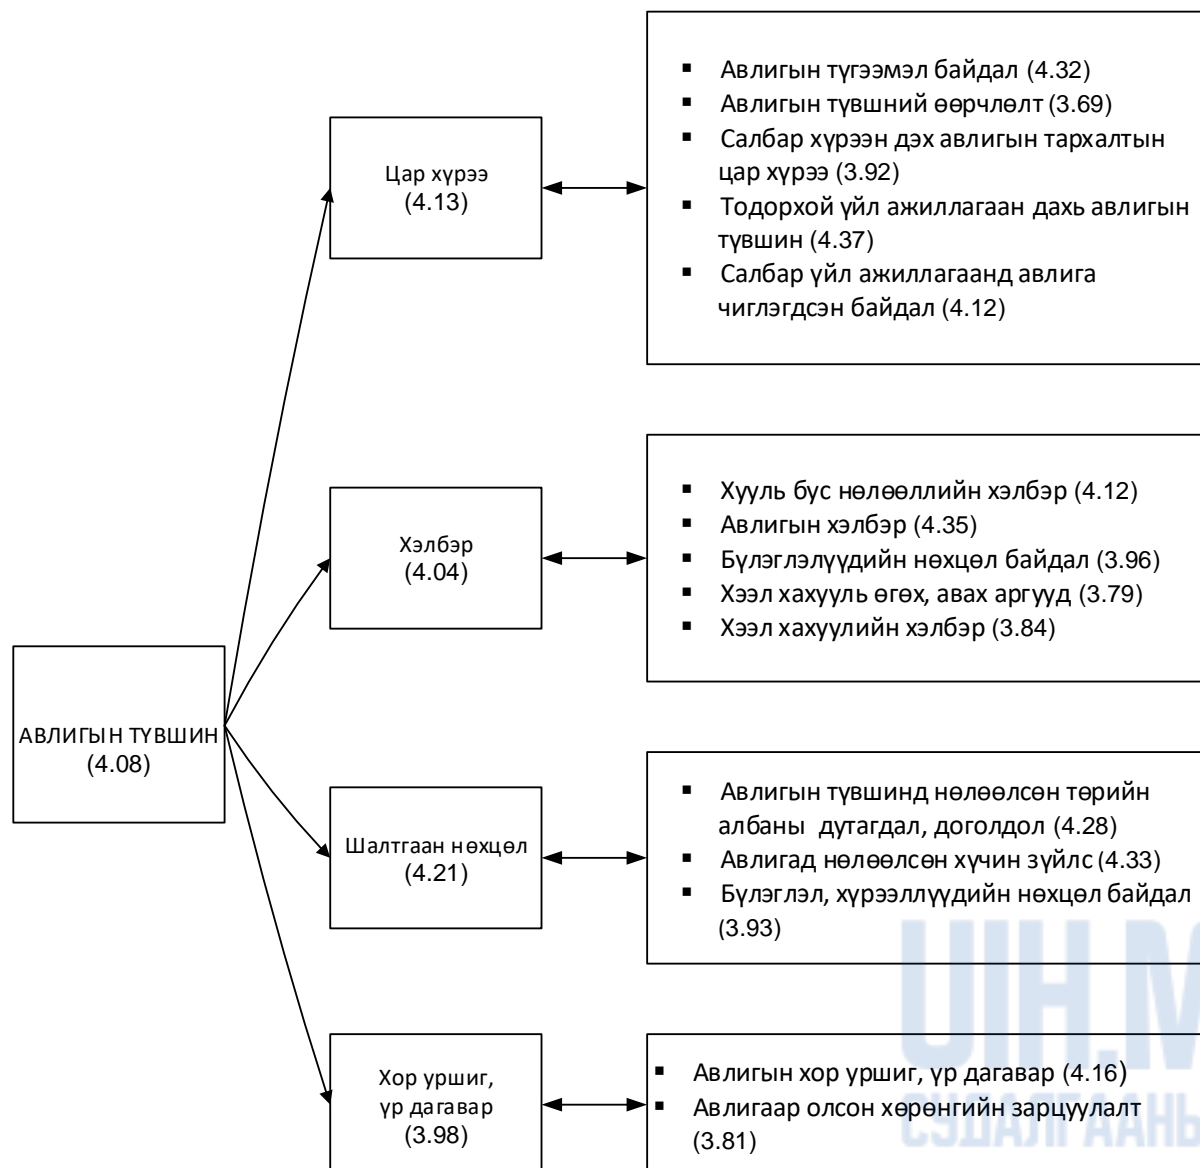 Авлигын түгээмэл байдал (4.32)
Авлигын түвшний өөрчлөлт (3.69)
Салбар хүрээн дэх авлигын тархалтын
цар хүрээ (3.92)
Тодорхой үйл ажиллагаан дахь авлигын
түвшин (4.37)
Салбар үйл ажиллагаанд авлига
чиглэгдсэн байдал (4.12)
Цар хүрээ
(4.13)
Хууль бус нөлөөллийн хэлбэр (4.12)
Авлигын хэлбэр (4.35)
Бүлэглэлүүдийн нөхцөл байдал (3.96)
Хээл хахууль өгөх, авах аргууд (3.79)
Хээл хахуулийн хэлбэр (3.84)
Хэлбэр
(4.04)
АВЛИГЫН ТҮВШИН
(4.08)
Авлигын түвшинд нөлөөлсөн төрийн
албаны дутагдал, доголдол (4.28)
Авлигад нөлөөлсөн хүчин зүйлс (4.33)
Бүлэглэл, хүрээллүүдийн нөхцөл байдал
(3.93)
Шалтгаан нөхцөл
(4.21)
Хор уршиг,
үр дагавар
(3.98)
Авлигын хор уршиг, үр дагавар (4.16)
Авлигаар олсон хөрөнгийн зарцуулалт
(3.81)
UIH.M
СУДАЛГААНЫ